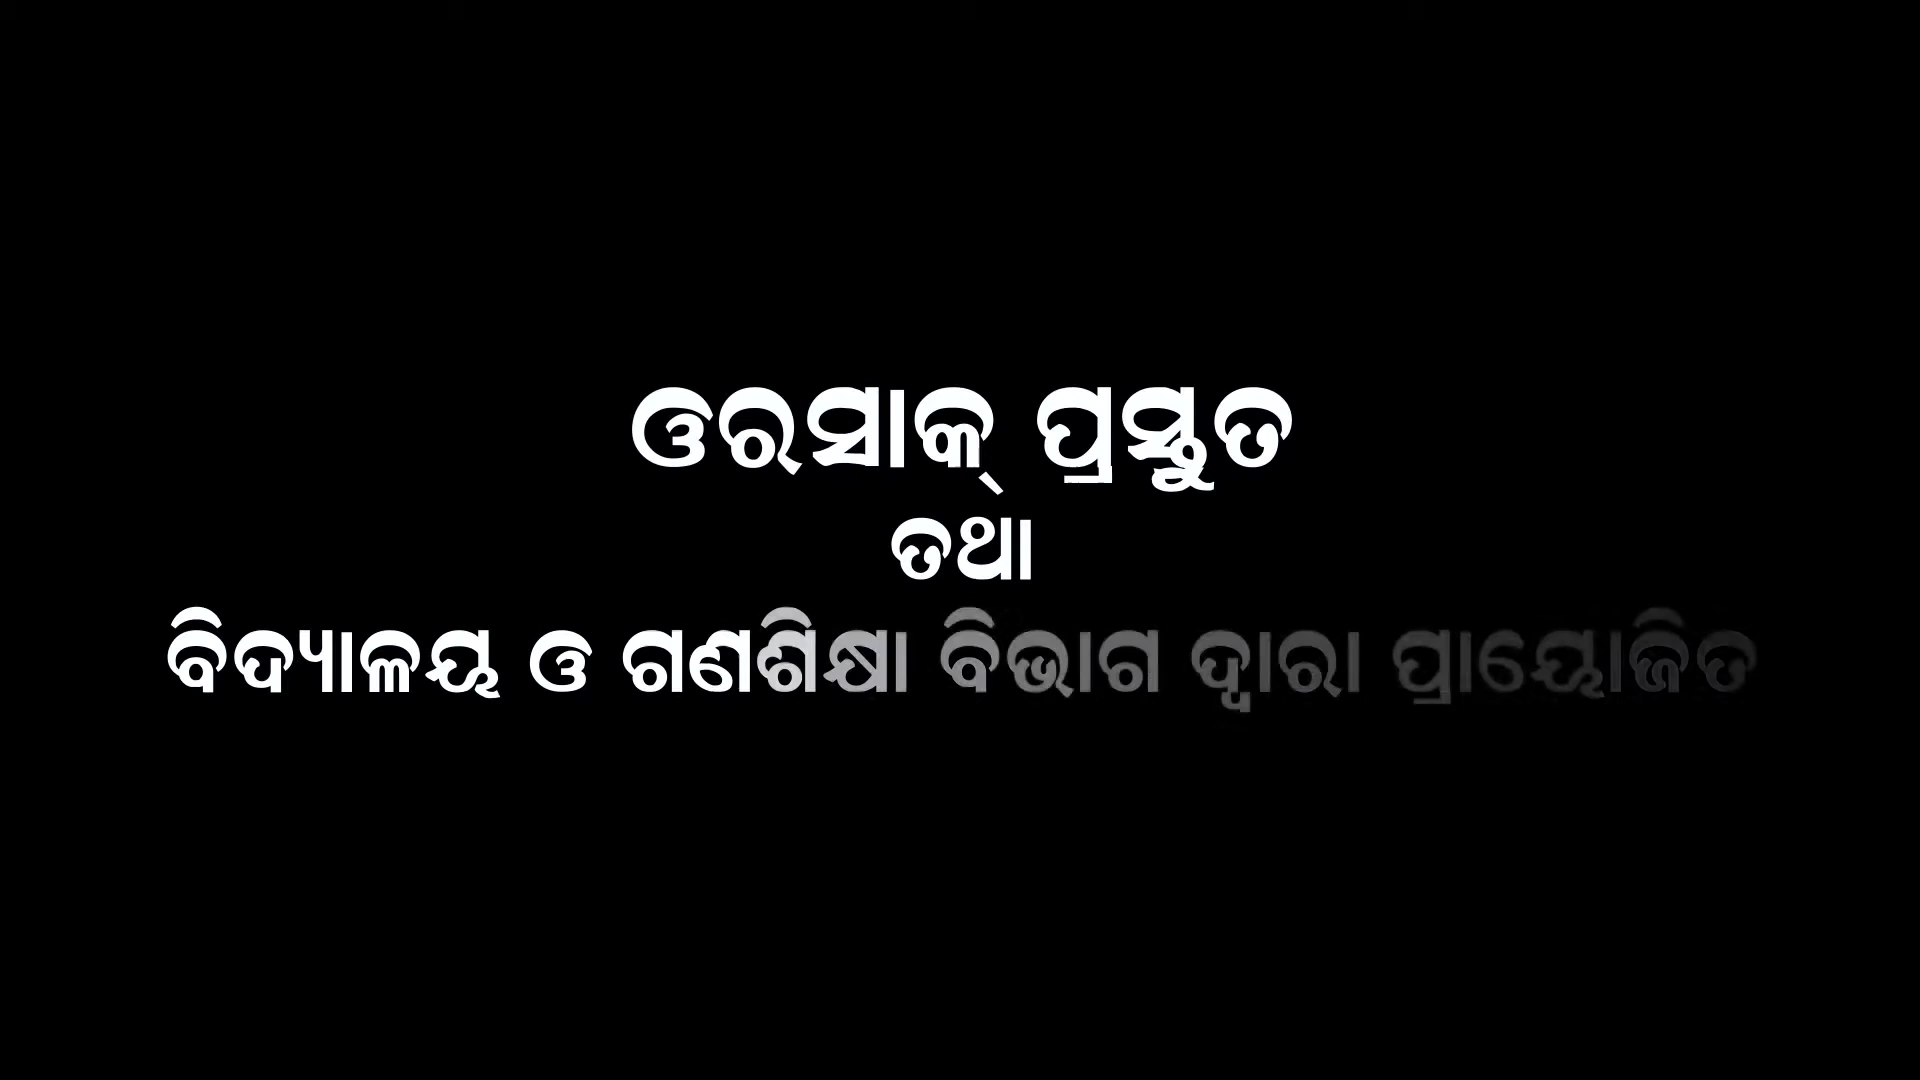 ଓରସାକ୍ ପ୍ରସ୍ତୁତ
ତଥା
ବିଦ୍ୟାଳୟ ଓ ଗଣଶିକ୍ଷା ବିଭାଗ ଦ୍ୱାରା ପ୍ରାୟୋଜିତ